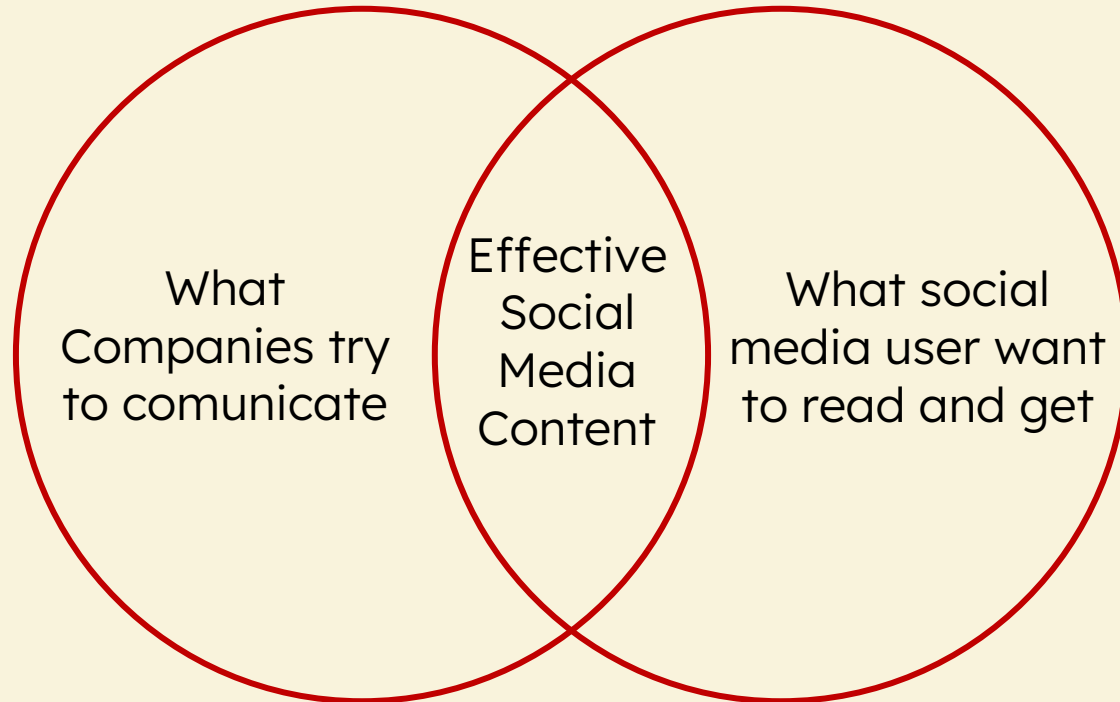 What
Companies try
to comunicate
Effective
Social
Media
Content
What social
media user want
to read and get